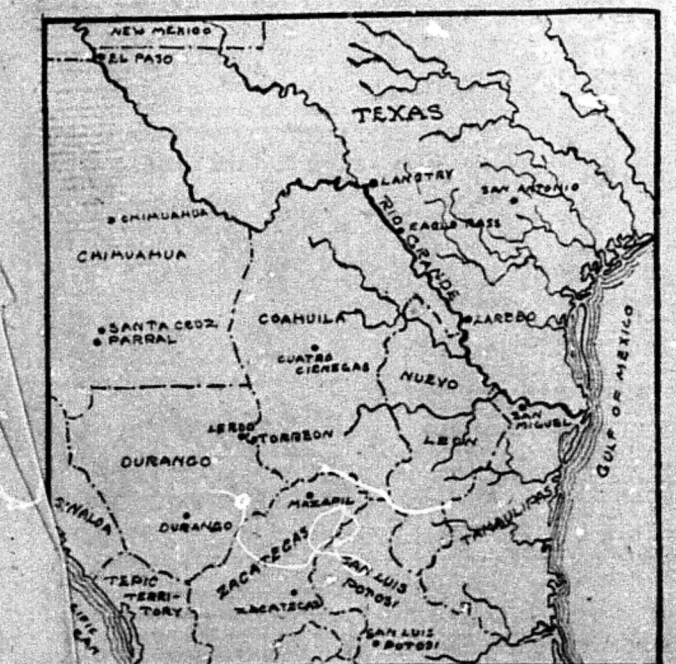 NEW MEXICO
EL PASO
TEXAS
LANGTRY
SAN ANTONIO
CHIHUAHUA
RIO GRANDE
EAGLE PASS
CHIHUAHUA
COAHUILA
LAREDO
SANTA CRUZ
PARRAL
CUATRO
CIENEGAS
GULF OF MEXICO
NUEVO
LEON
SAN
MIGUEL
LERDO
TORREON
DURANGO
MAZAPIL
TAMAULIPAS
SINALOA
DURANGO
ZACATECAS
SAN LUIS
POTOSI
TEPIC
TERRI-
TORY
ZACATECAS
SAN LUIS
POTOSI